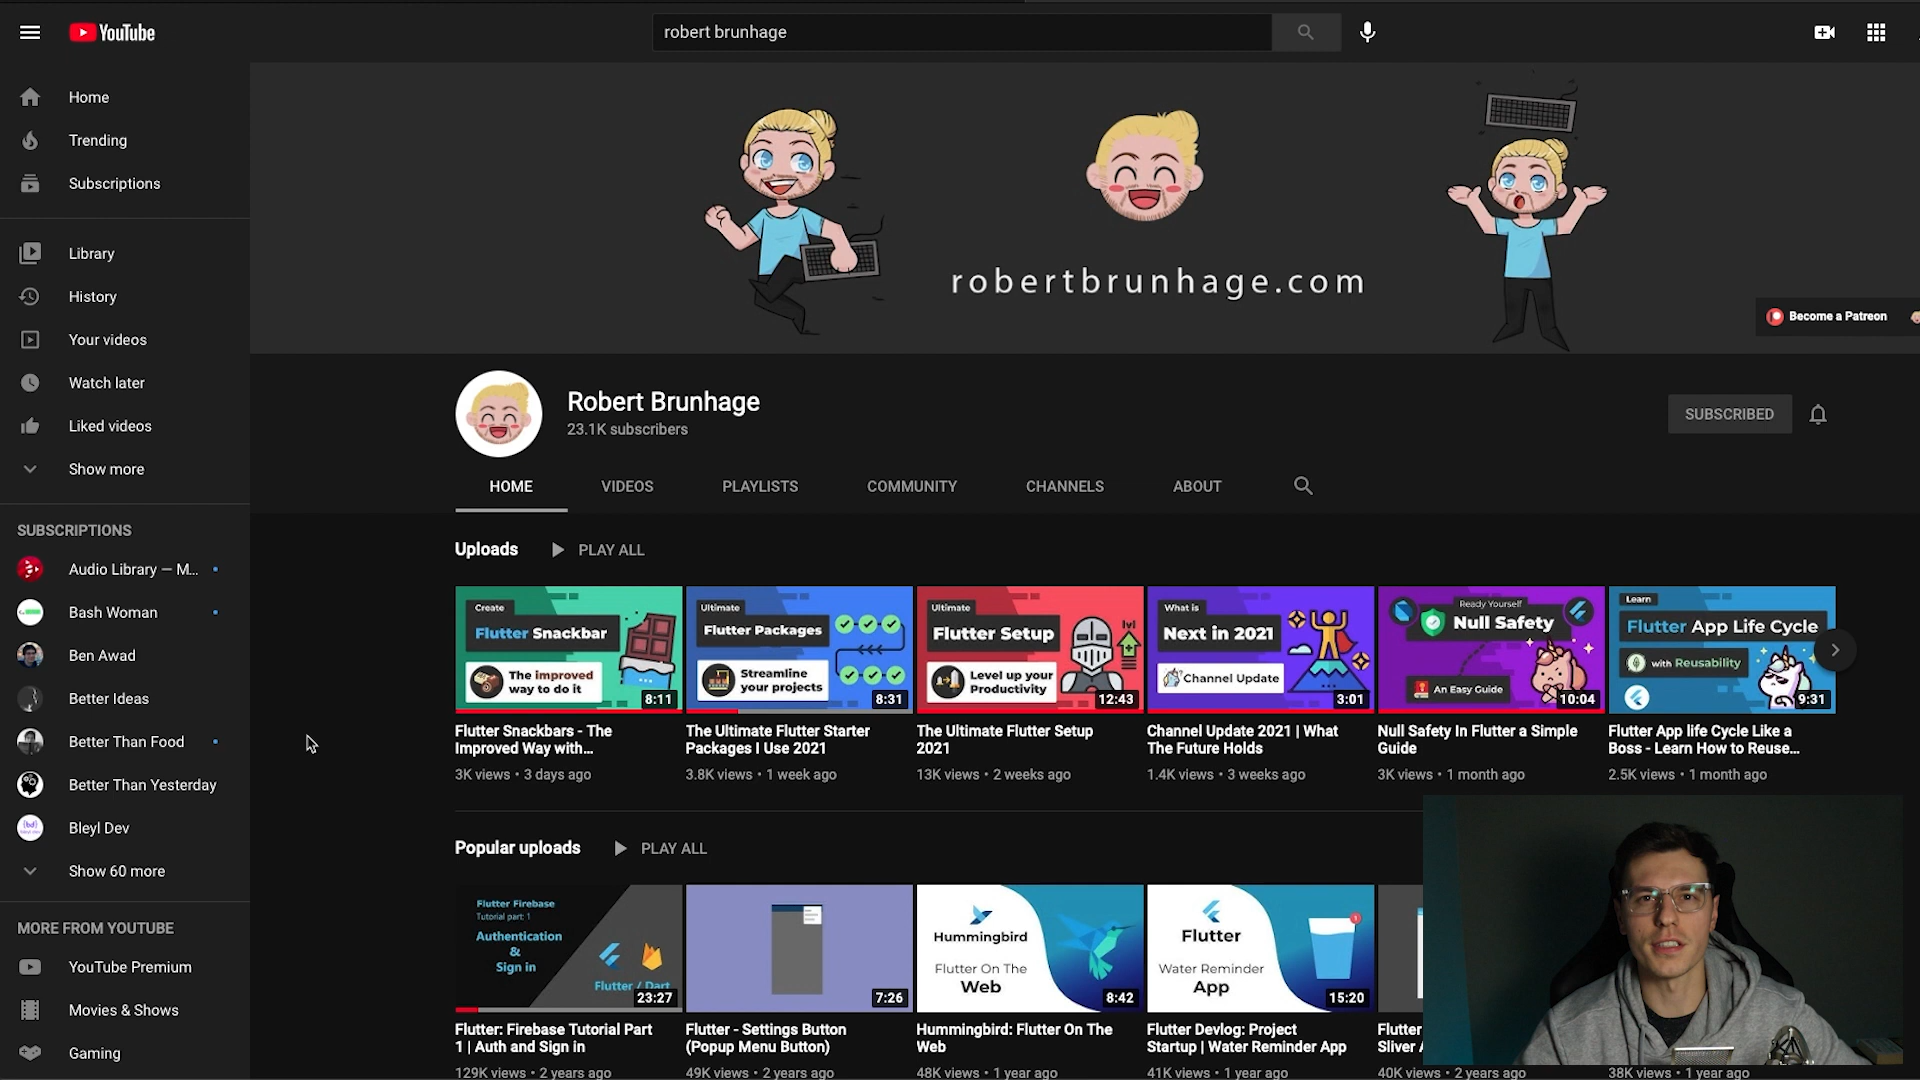 YouTube
robert brunhage
Home
Trending
Subscriptions
Library
History
Your videos
Watch later
Liked videos
Show more
SUBSCRIPTIONS
Audio Library — M...
Bash Woman
Ben Awad
Better Ideas
Better Than Food
Better Than Yesterday
Bleyl Dev
Show 60 more
MORE FROM YOUTUBE
YouTube Premium
Movies & Shows
Gaming
robertbrunhage.com
Become a Patreon
Robert Brunhage
23.1K subscribers
SUBSCRIBED
HOME VIDEOS PLAYLISTS COMMUNITY CHANNELS ABOUT
Uploads PLAY ALL
Create
Flutter Snackbar
The improved
way to do it
8:11
Flutter Snackbars - The
Improved Way with...
3K views • 3 days ago
Ultimate
Flutter Packages
Streamline
your projects
8:31
The Ultimate Flutter Starter
Packages I Use 2021
3.8K views • 1 week ago
Ultimate
Flutter Setup
lvl
Level up your
Productivity
12:43
The Ultimate Flutter Setup
2021
13K views • 2 weeks ago
What is
Next in 2021
Channel Update
3:01
Channel Update 2021 | What
The Future Holds
1.4K views • 3 weeks ago
Ready Yourself
Null Safety
An Easy Guide
10:04
Null Safety In Flutter a Simple
Guide
3K views • 1 month ago
Learn
Flutter App Life Cycle
with Reusability
9:31
Flutter App life Cycle Like a
Boss - Learn How to Reuse...
2.5K views • 1 month ago
Popular uploads PLAY ALL
Flutter Firebase
Tutorial part: 1
Authentication
&
Sign in
Flutter / Dart
23:27
Flutter: Firebase Tutorial Part
1 | Auth and Sign in
129K views • 2 years ago
7:26
Flutter - Settings Button
(Popup Menu Button)
49K views • 2 years ago
Hummingbird
Flutter On The
Web
8:42
Hummingbird: Flutter On The
Web
48K views • 1 year ago
Flutter
Water Reminder
App
1
15:20
Flutter Devlog: Project
Startup | Water Reminder App
41K views • 1 year ago
Flutter
Sliver
40K views • 2 years ago
38K views • 1 year ago